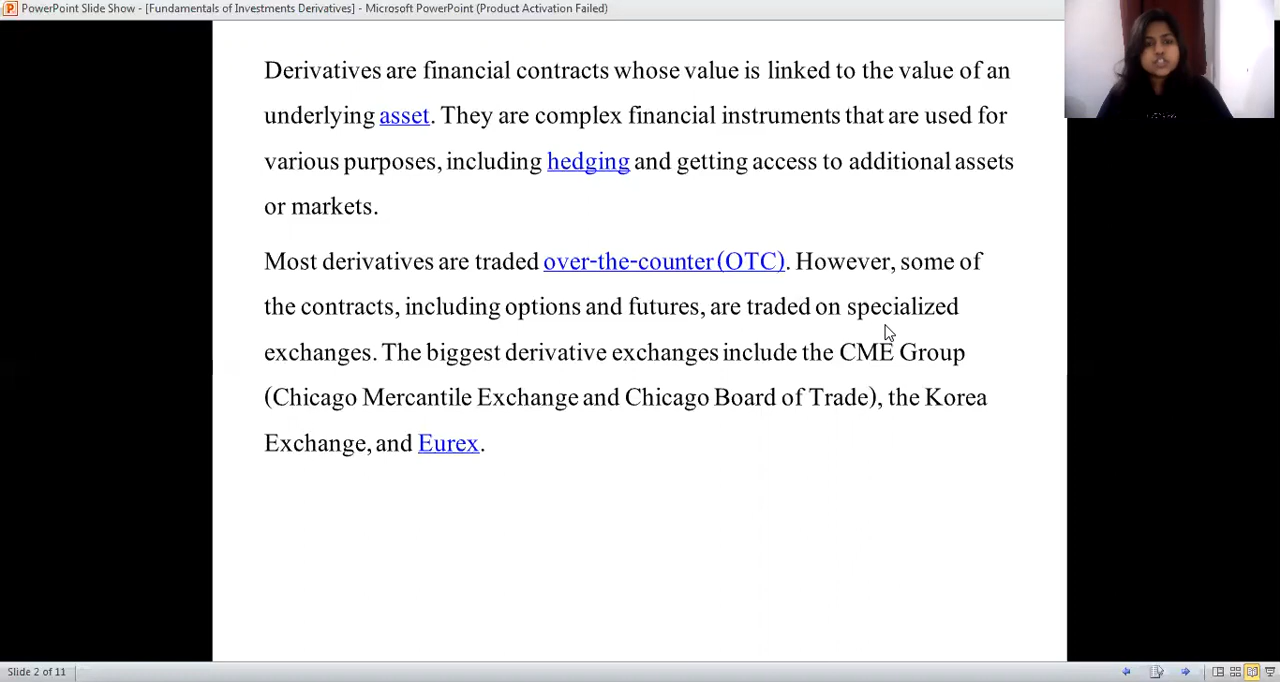 PowerPoint Slide Show - [Fundamentals of Investments Derivatives] - Microsoft PowerPoint (Product Activation Failed)
Derivatives are financial contracts whose value is linked to the value of an
underlying asset. They are complex financial instruments that are used for
various purposes, including hedging and getting access to additional assets
or markets.
Most derivatives are traded over-the-counter (OTC). However, some of
the contracts, including options and futures, are traded on specialized
exchanges. The biggest derivative exchanges include the CME Group
(Chicago Mercantile Exchange and Chicago Board of Trade), the Korea
Exchange, and Eurex.
Slide 2 of 11